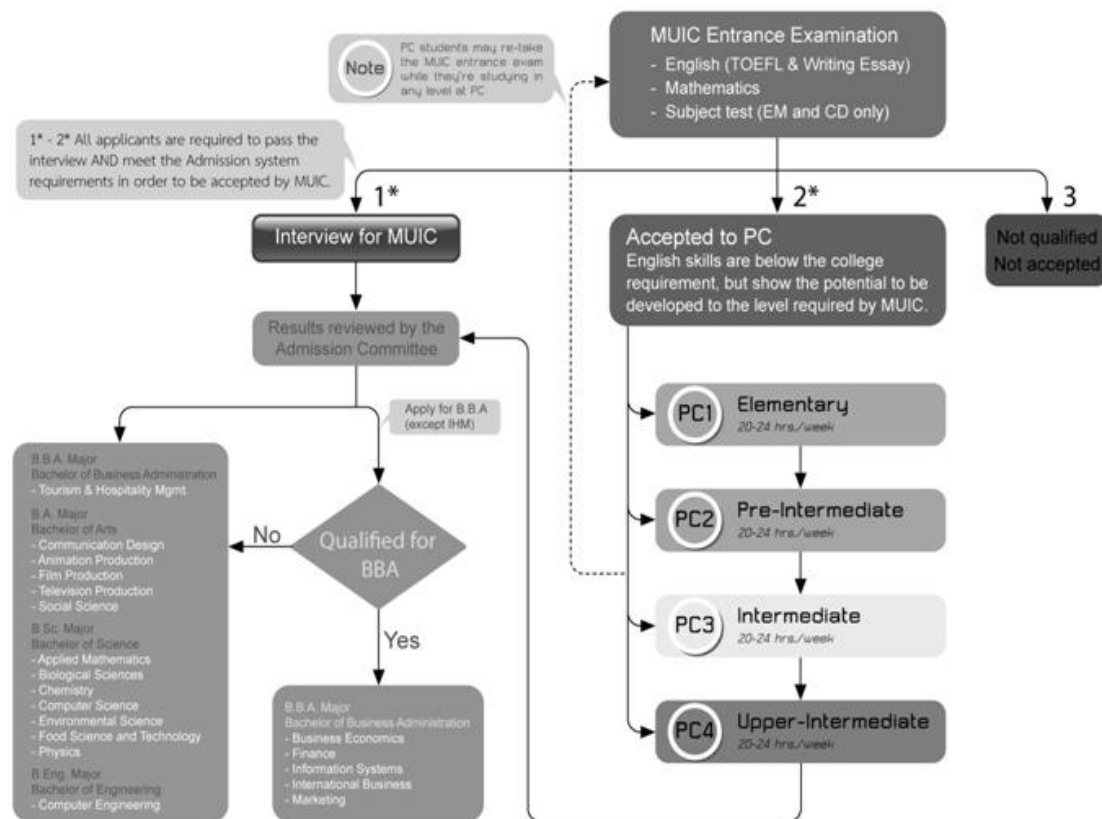 MUIC Entrance Examination
- English (TOEFL & Writing Essay)
- Mathematics
- Subject test (EM and CD only)
Note
PC students may re-take
the MUIC entrance exam
while they're studying in
any level at PC
1* - 2* All applicants are required to pass the
interview AND meet the Admission system
requirements in order to be accepted by MUIC.
1*
2*
3
Interview for MUIC
Accepted to PC
English skills are below the college
requirement, but show the potential to be
developed to the level required by MUIC.
Not qualified
Not accepted
Results reviewed by the
Admission Committee
Apply for B.B.A
(except IHM)
PC1
Elementary
20-24 hrs./week
PC2
Pre-Intermediate
20-24 hrs./week
PC3
Intermediate
20-24 hrs./week
PC4
Upper-Intermediate
20-24 hrs./week
B.B.A. Major
Bachelor of Business Administration
- Tourism & Hospitality Mgmt.
B.A. Major
Bachelor of Arts
- Communication Design
- Animation Production
- Film Production
- Television Production
- Social Science
B.Sc. Major
Bachelor of Science
- Applied Mathematics
- Biological Sciences
- Chemistry
- Computer Science
- Environmental Science
- Food Science and Technology
- Physics
B.Eng. Major
Bachelor of Engineering
- Computer Engineering
No
Qualified for
BBA
Yes
B.B.A. Major
Bachelor of Business Administration
- Business Economics
- Finance
- Information Systems
- International Business
- Marketing